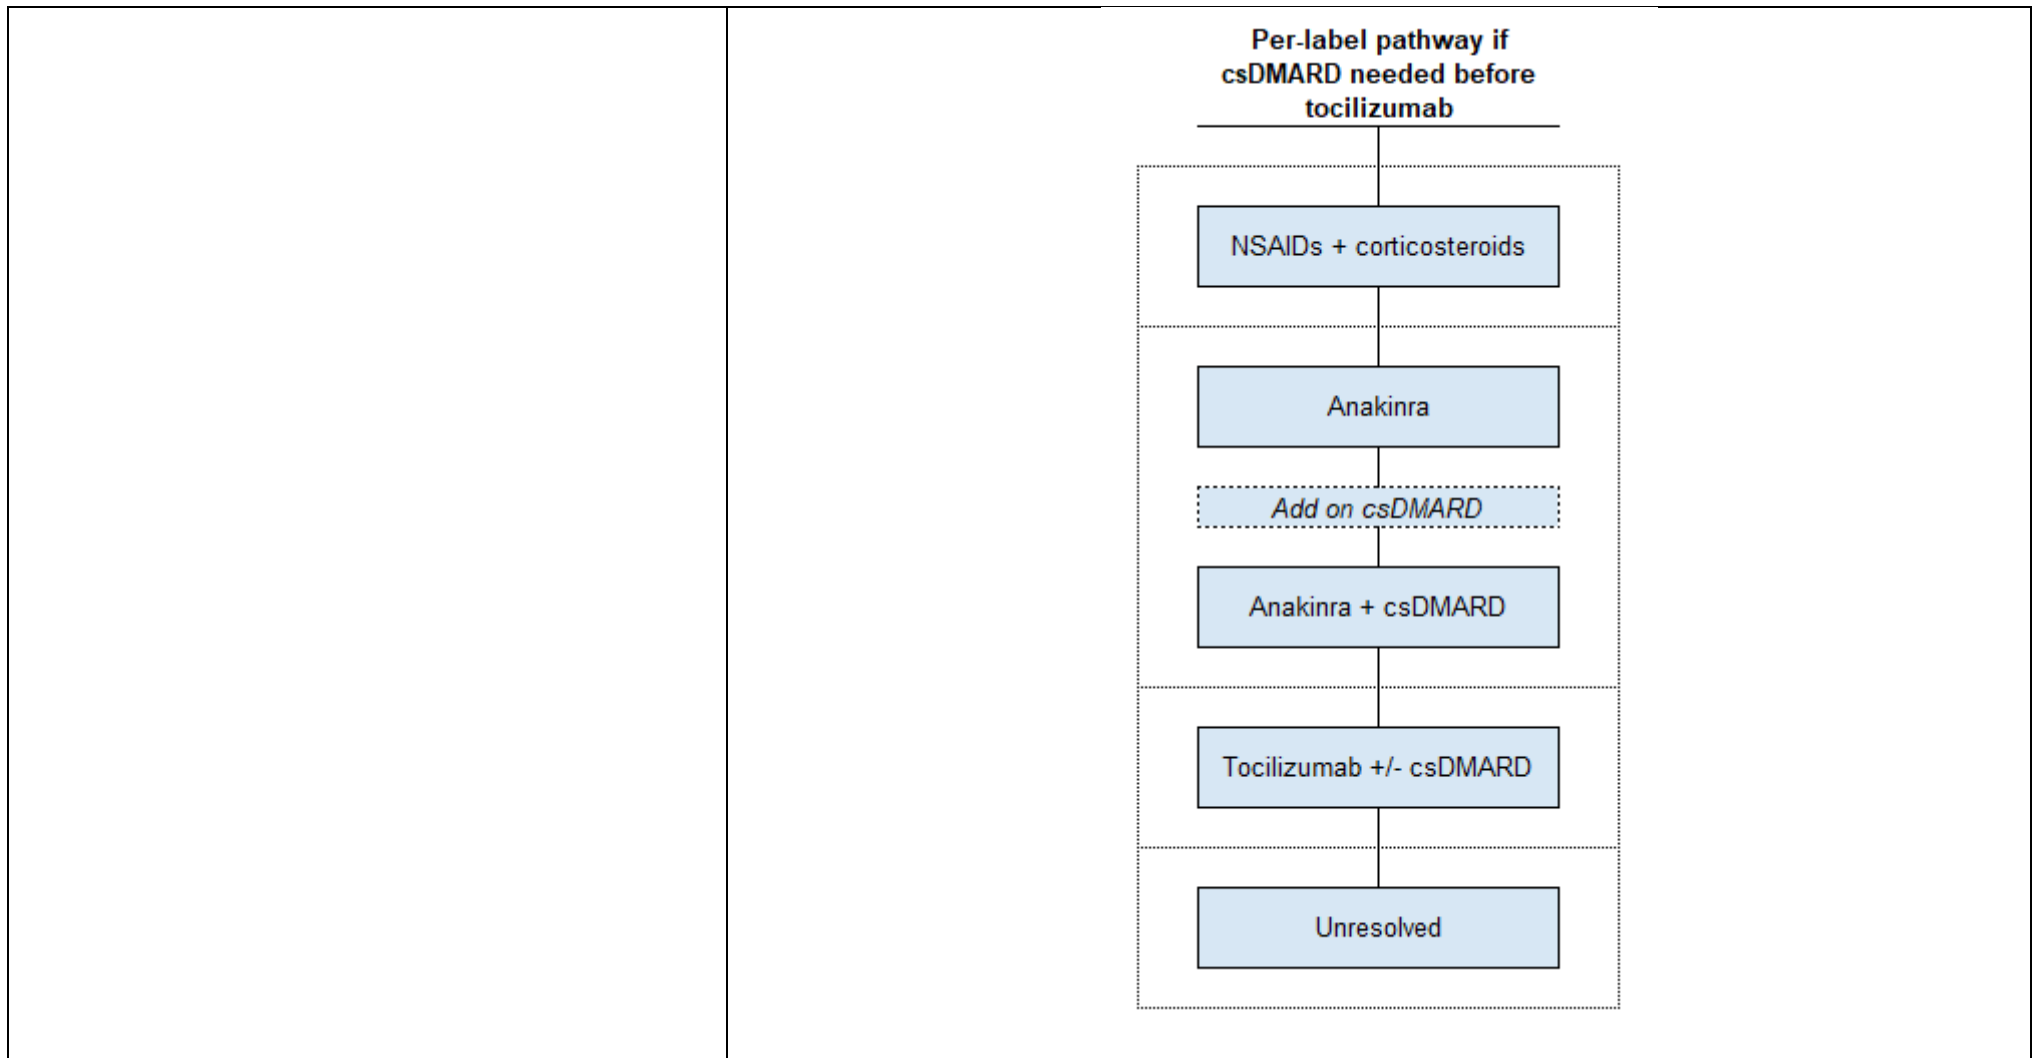 Per-label pathway if
csDMARD needed before
tocilizumab
NSAIDs + corticosteroids
Anakinra
Add on csDMARD
Anakinra + csDMARD
Tocilizumab +/- csDMARD
Unresolved